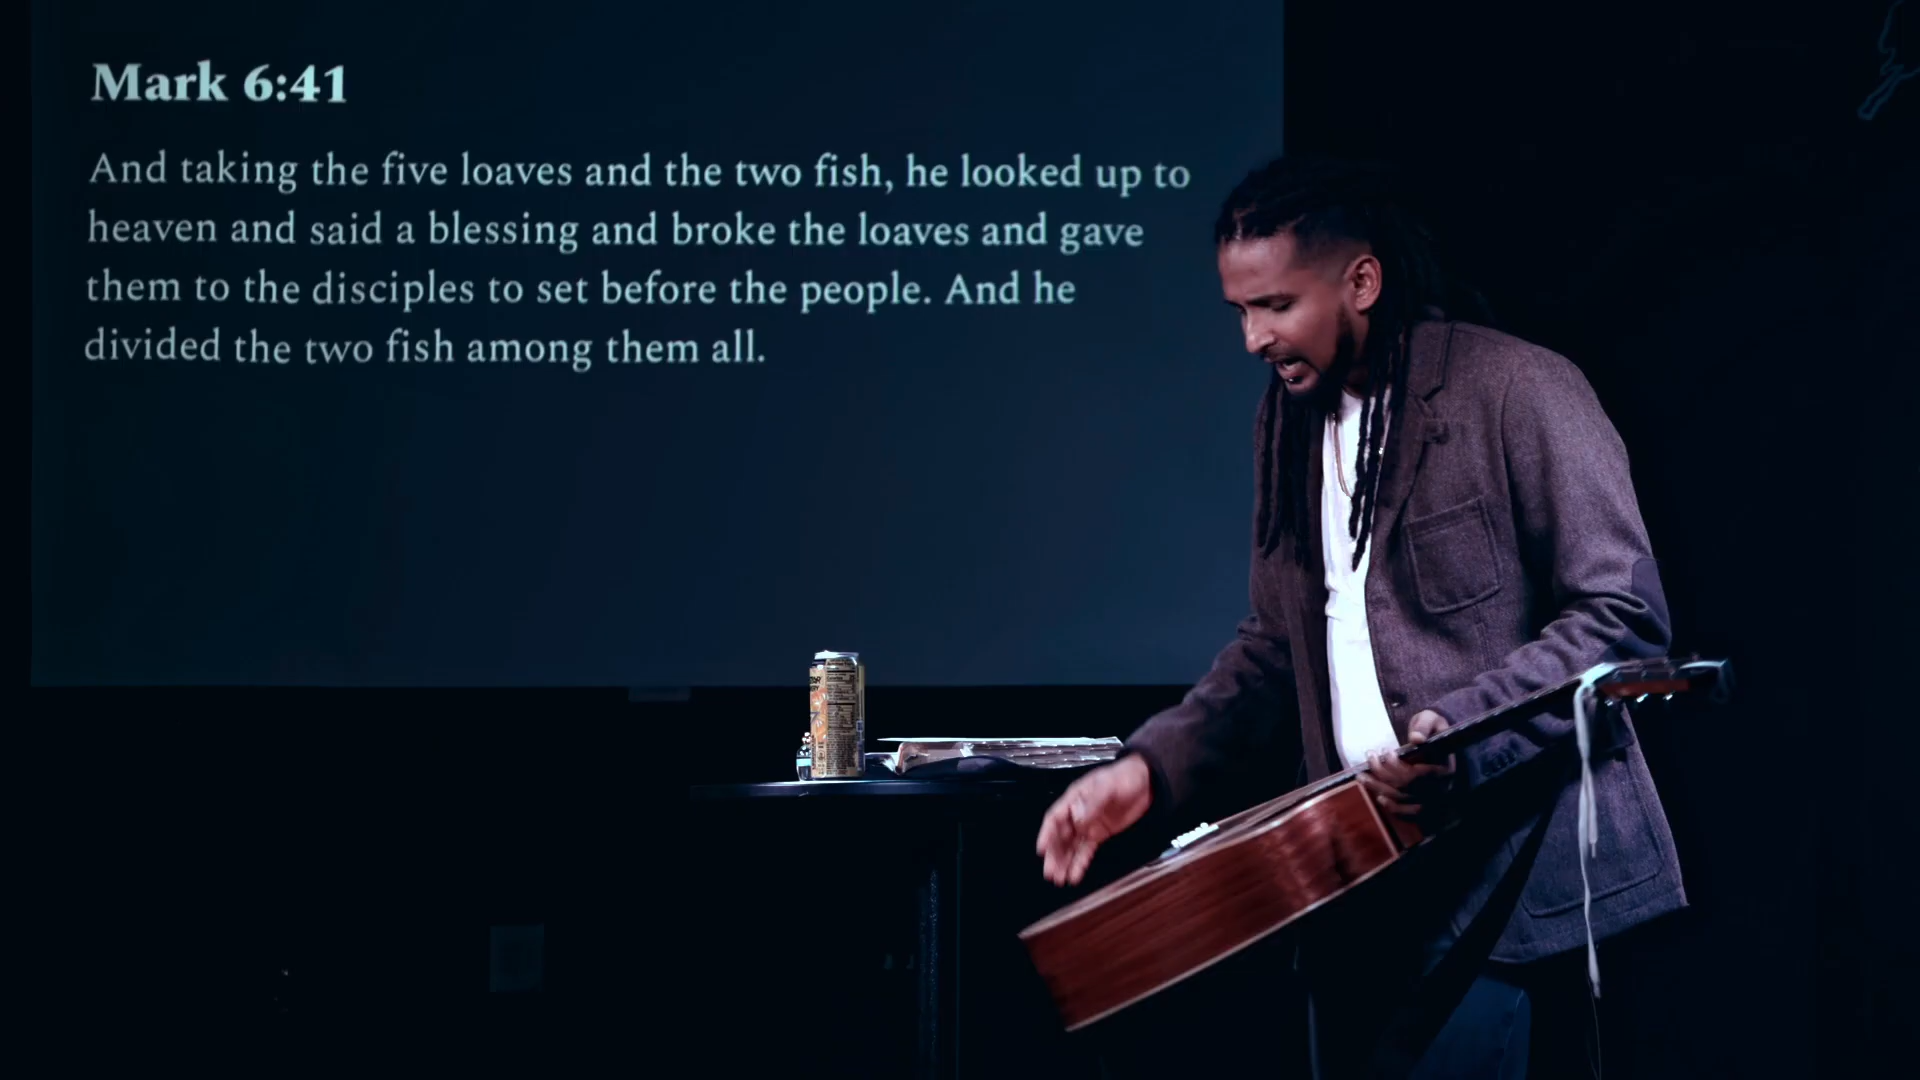 Mark 6:41
And taking the five loaves and the two fish, he looked up to
heaven and said a blessing and broke the loaves and gave
them to the disciples to set before the people. And he
divided the two fish among them all.